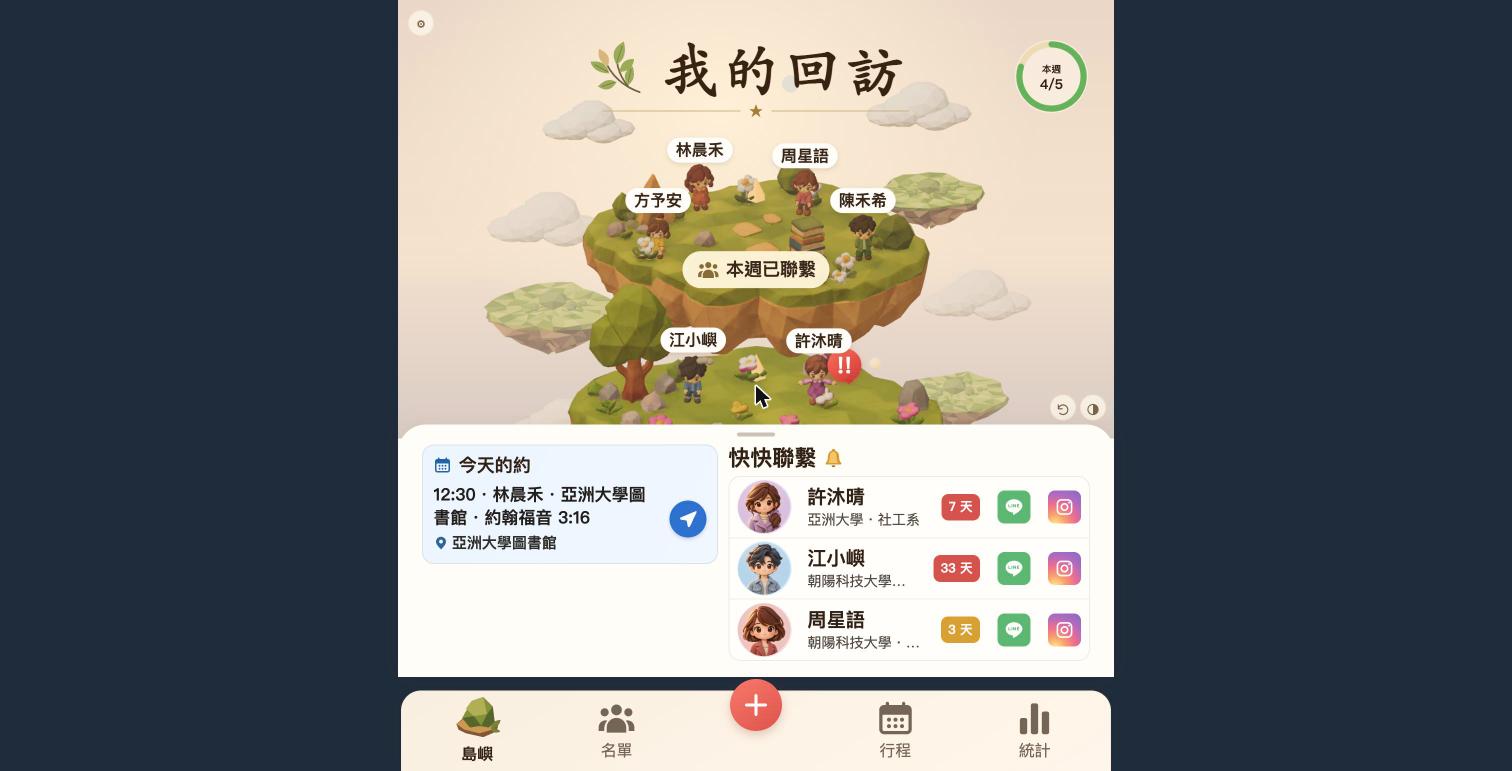 我的回訪
本週
4/5
林晨禾
周星語
方予安
陳禾希
本週已聯繫
江小嶼
許沐晴
!!
今天的約
12:30 · 林晨禾 · 亞洲大學圖
書館 · 約翰福音 3:16
亞洲大學圖書館
快快聯繫
許沐晴
亞洲大學 · 社工系
7 天
LINE
江小嶼
朝陽科技大學…
33 天
LINE
周星語
朝陽科技大學 · …
3 天
LINE
島嶼
名單
行程
統計